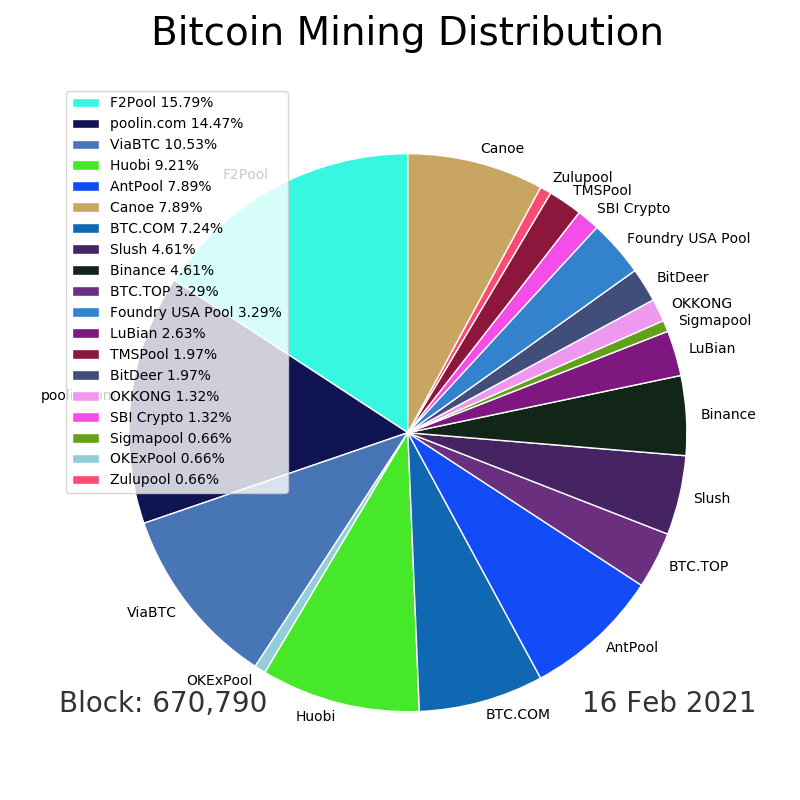 Bitcoin Mining Distribution
F2Pool 15.79%
poolin.com 14.47%
ViaBTC 10.53%
Huobi 9.21%
AntPool 7.89%
Canoe 7.89%
BTC.COM 7.24%
Slush 4.61%
Binance 4.61%
BTC.TOP 3.29%
Foundry USA Pool 3.29%
LuBian 2.63%
TMSPool 1.97%
BitDeer 1.97%
OKKONG 1.32%
SBI Crypto 1.32%
Sigmapool 0.66%
OKExPool 0.66%
Zulupool 0.66%
Canoe
Zulupool
TMSPool
SBI Crypto
Foundry USA Pool
BitDeer
OKKONG
Sigmapool
LuBian
Binance
Slush
BTC.TOP
AntPool
BTC.COM
Huobi
OKExPool
ViaBTC
poolin.com
F2Pool
Block: 670,790
16 Feb 2021